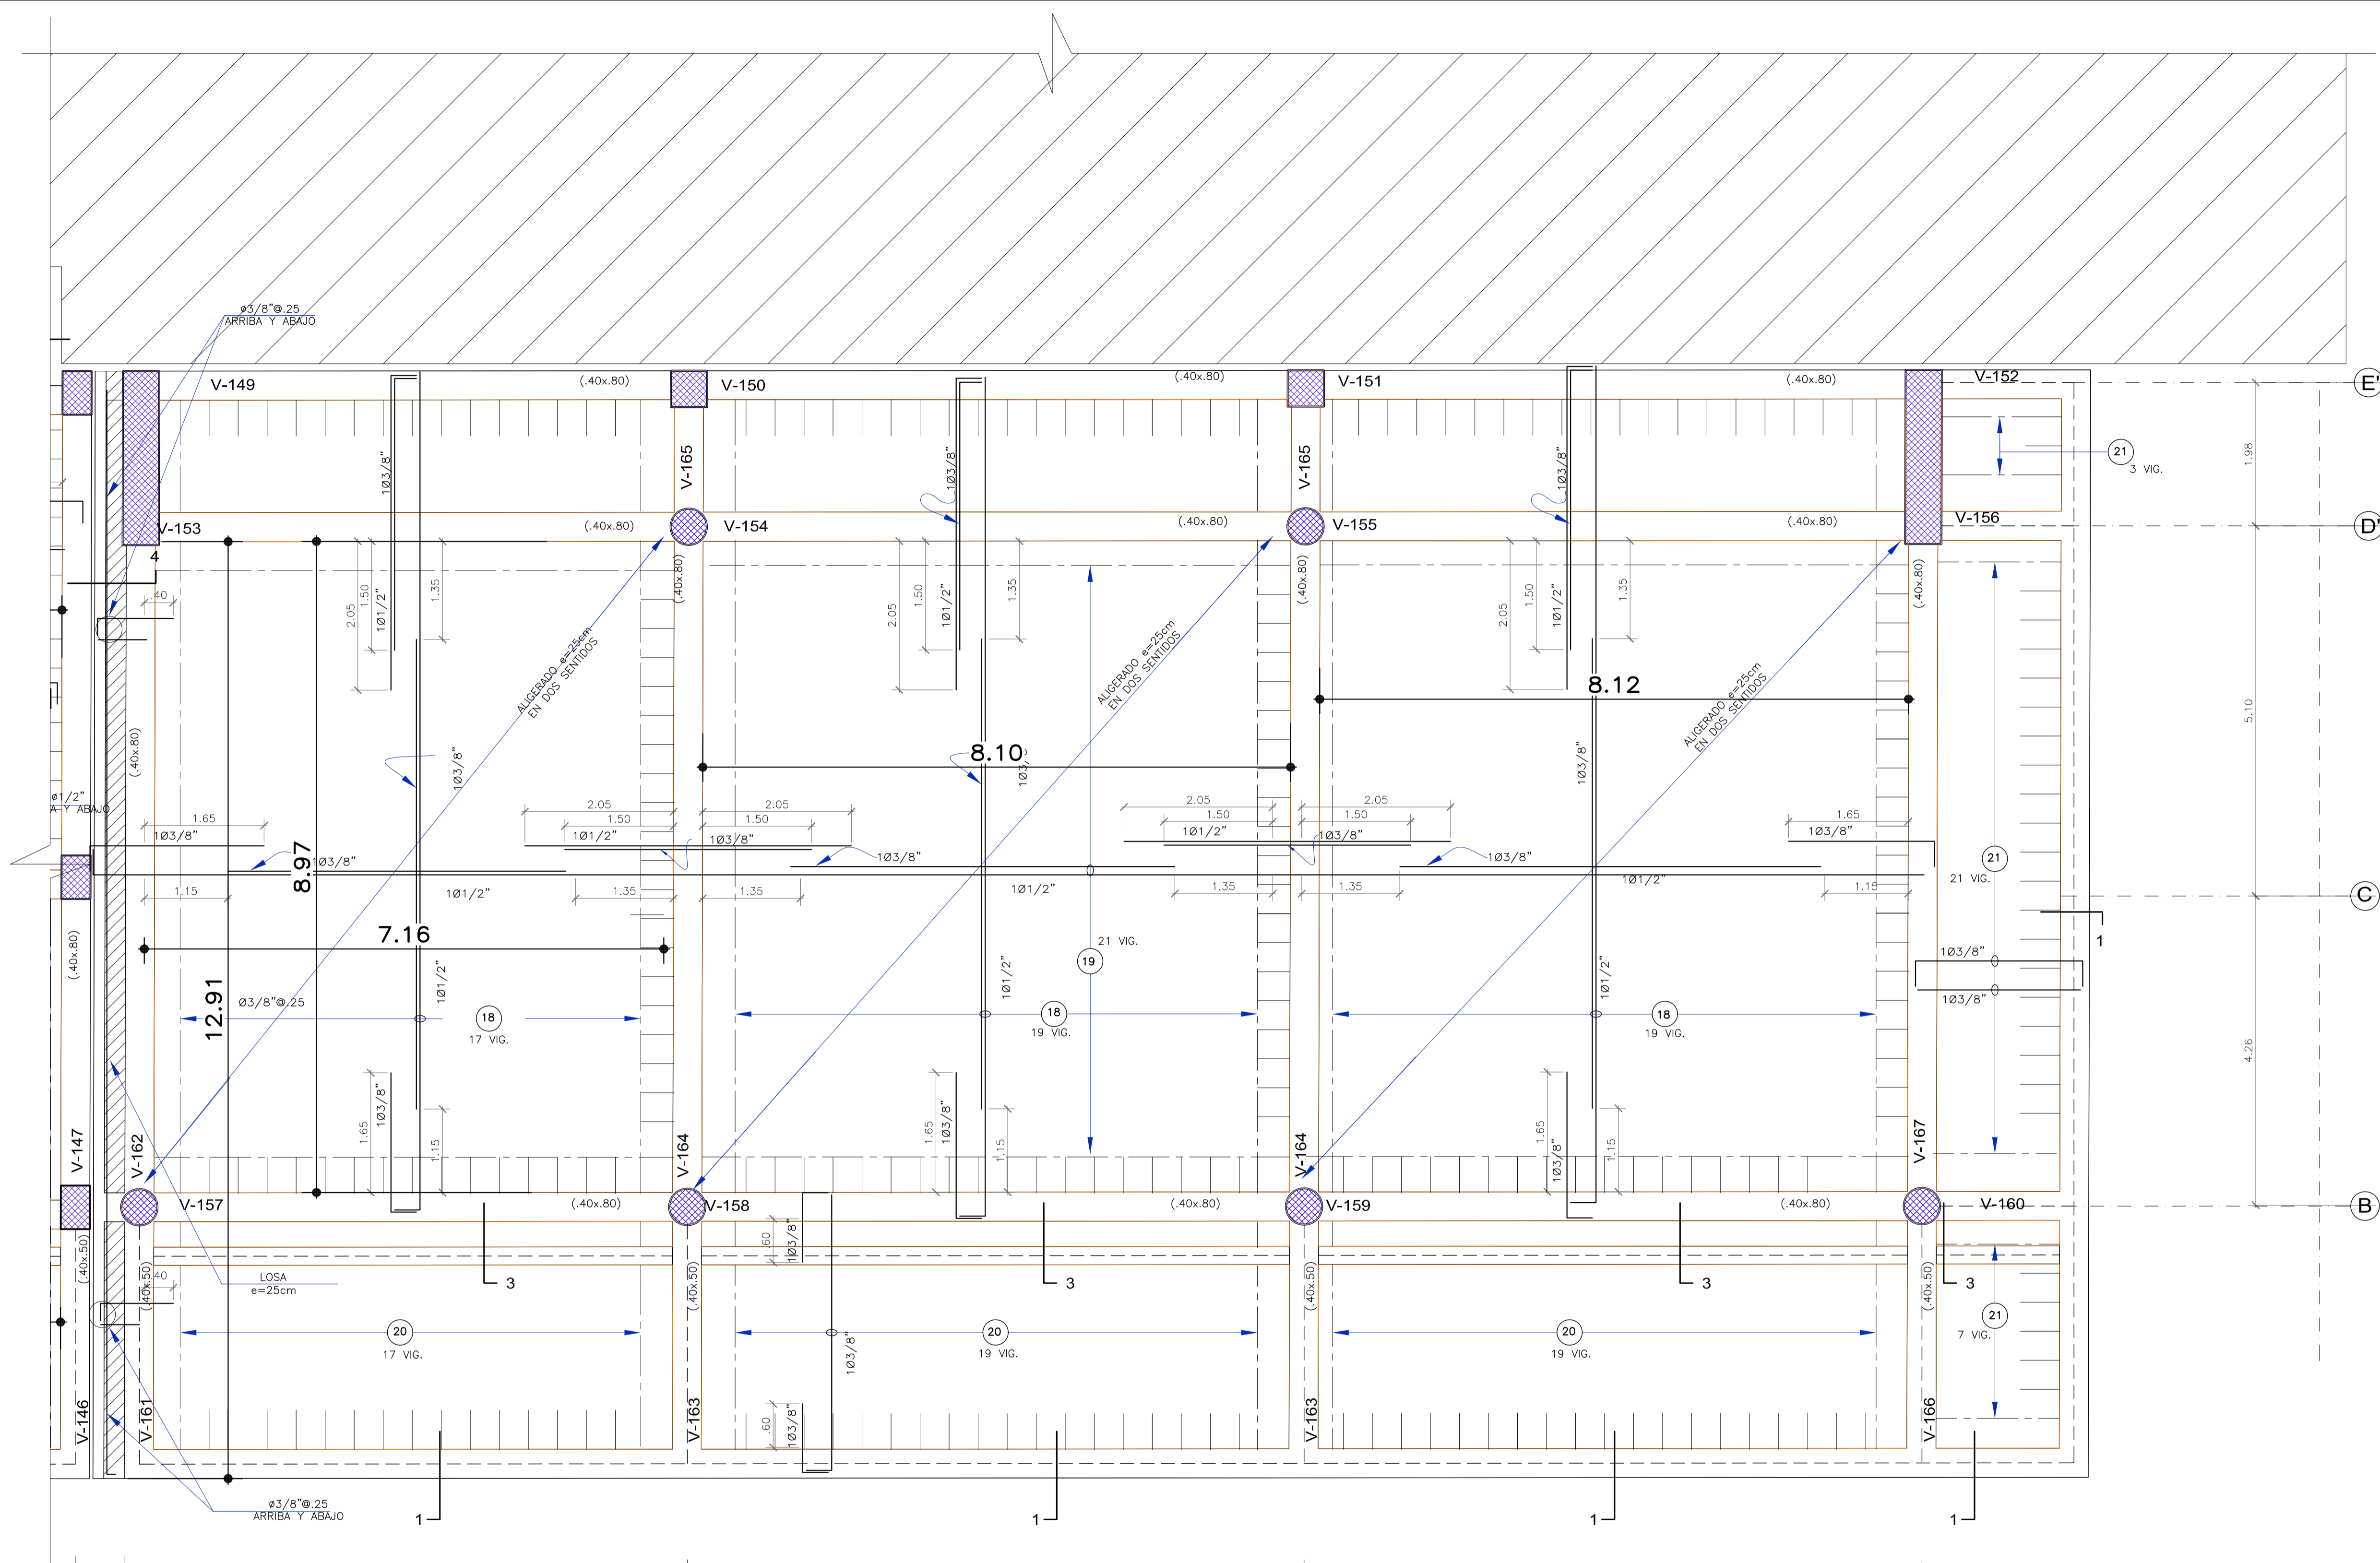 ø3/8"@.25
ARRIBA Y ABAJO
V-149
(.40x.80)
V-150
(.40x.80)
V-151
(.40x.80)
V-152
E'
1Ø3/8"
V-165
1Ø3/8"
V-165
1Ø3/8"
21
3 VIG.
1.98
V-153
(.40x.80)
V-154
(.40x.80)
V-155
(.40x.80)
V-156
D'
4
.40
2.05
1.50
1Ø1/2"
1.35
(.40x.80)
2.05
1.50
1Ø1/2"
1.35
(.40x.80)
2.05
1.50
1Ø1/2"
1.35
(.40x.80)
ALIGERADO e=25cm
EN DOS SENTIDOS
ALIGERADO e=25cm
EN DOS SENTIDOS
ALIGERADO e=25cm
EN DOS SENTIDOS
8.12
5.10
(.40x.80)
1Ø3/8"
8.10
1Ø3/
1Ø3/8"
ø1/2"
A Y ABAJO
1.65
1Ø3/8"
2.05
2.05
1.50
1.50
1Ø1/2"
1Ø3/8"
2.05
2.05
1.50
1.50
1Ø1/2"
1Ø3/8"
1.65
1Ø3/8"
8.97
1Ø3/8"
1Ø3/8"
1Ø3/8"
21
21 VIG.
1.15
1Ø1/2"
1.35
1.35
1Ø1/2"
1.35
1.35
1Ø1/2"
1.15
C
7.16
(.40x.80)
21 VIG.
19
1
1Ø3/8"
1Ø3/8"
12.91
Ø3/8"@.25
1Ø1/2"
1Ø1/2"
1Ø1/2"
18
17 VIG.
18
19 VIG.
18
19 VIG.
4.26
V-147
V-162
1.65
1Ø3/8"
1.15
V-164
1.65
1Ø3/8"
1.15
V-164
1.65
1Ø3/8"
1.15
V-167
V-157
(.40x.80)
V-158
(.40x.80)
V-159
(.40x.80)
V-160
B
(.40x.50)
(.40x.50)
.40
LOSA
e=25cm
3
(.40x.50)
.60
1Ø3/8"
3
(.40x.50)
3
(.40x.50)
3
20
17 VIG.
1Ø3/8"
20
19 VIG.
20
19 VIG.
21
7 VIG.
V-146
V-161
V-163
.60
1Ø3/8"
V-163
V-166
ø3/8"@.25
ARRIBA Y ABAJO
1
1
1
1